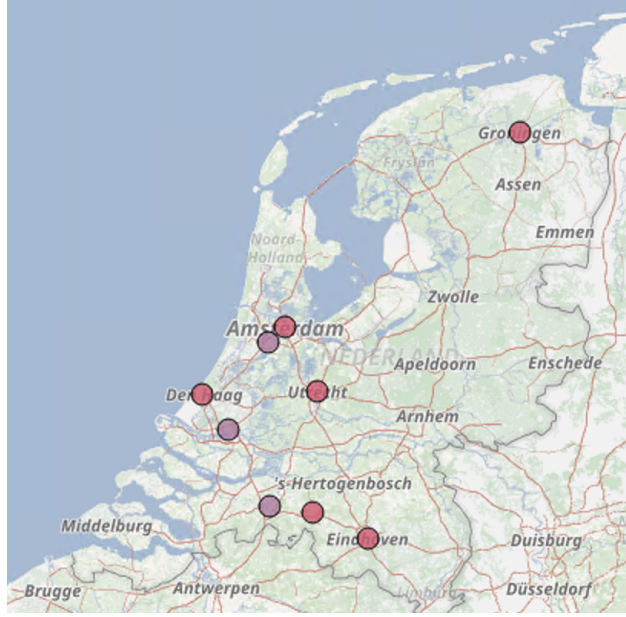 Groningen
Fryslân
Assen
Emmen
Noord-
Holland
Zwolle
Amsterdam
NEDERLAND
Apeldoorn
Enschede
Den Haag
Utrecht
Arnhem
's-Hertogenbosch
Middelburg
Eindhoven
Duisburg
Brugge
Antwerpen
Limburg
Düsseldorf